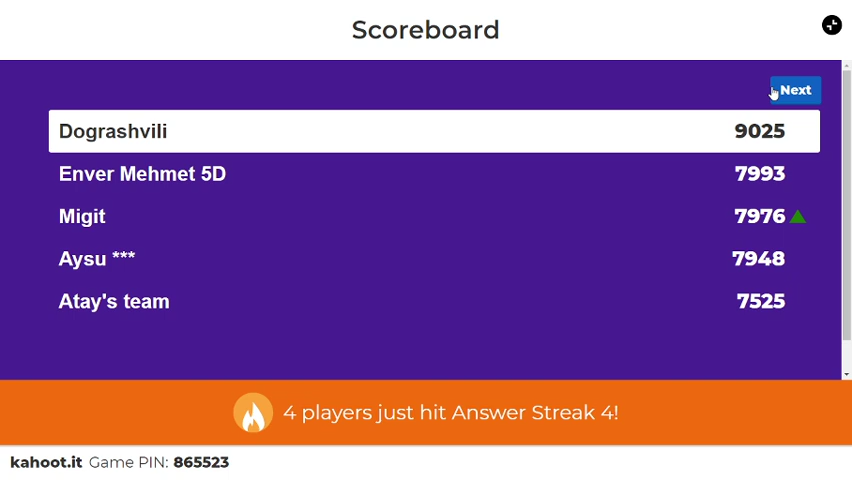 Scoreboard
Next
Dograshvili 9025
Enver Mehmet 5D 7993
Migit 7976
Aysu *** 7948
Atay's team 7525
4 players just hit Answer Streak 4!
kahoot.it Game PIN: 865523